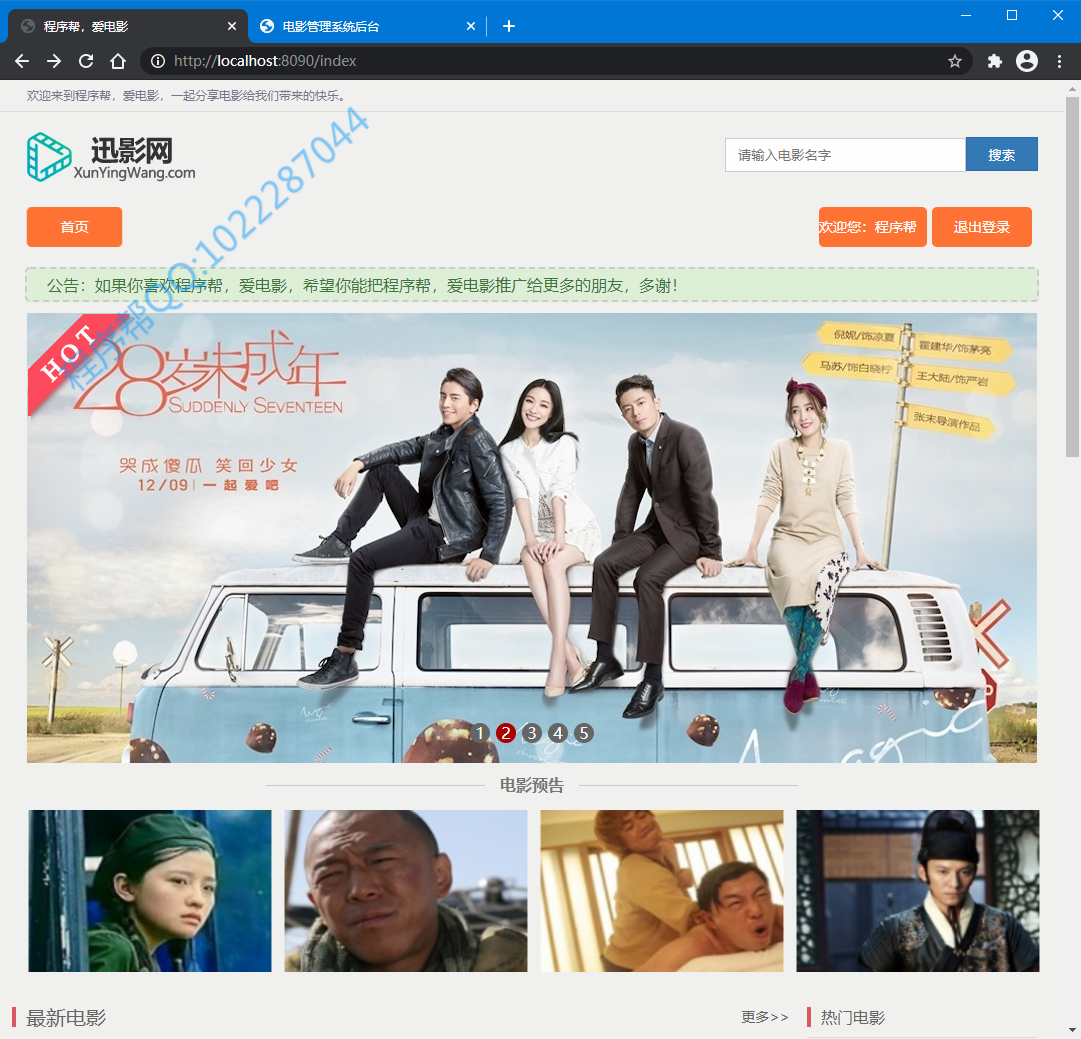 程序帮，爱电影
电影管理系统后台
http://localhost:8090/index
欢迎来到程序帮，爱电影，一起分享电影给我们带来的快乐。
迅影网
XunYingWang.com
请输入电影名字
搜索
首页
欢迎您：程序帮
退出登录
公告：如果你喜欢程序帮，爱电影，希望你能把程序帮，爱电影推广给更多的朋友，多谢！
程序帮QQ:1022287044
HOT
28岁未成年
SUDDENLY SEVENTEEN
哭成傻瓜 笑回少女
12/09 | 一起爱吧
倪妮/饰凉夏
霍建华/饰茅亮
马苏/饰白晓柠
王大陆/饰严岩
张末导演作品
Magic
1 2 3 4 5
电影预告
最新电影
更多>>
热门电影